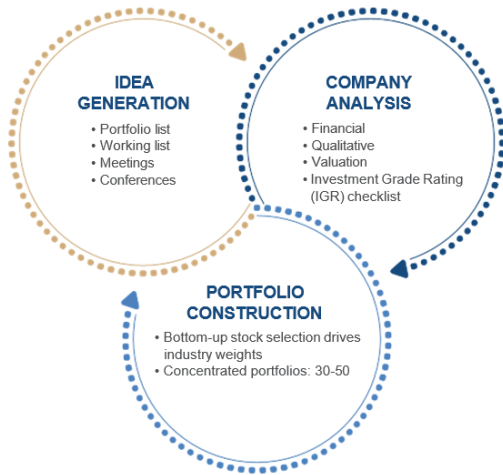 IDEA
GENERATION
• Portfolio list
• Working list
• Meetings
• Conferences
COMPANY
ANALYSIS
• Financial
• Qualitative
• Valuation
• Investment Grade Rating
(IGR) checklist
PORTFOLIO
CONSTRUCTION
• Bottom-up stock selection drives
industry weights
• Concentrated portfolios: 30-50